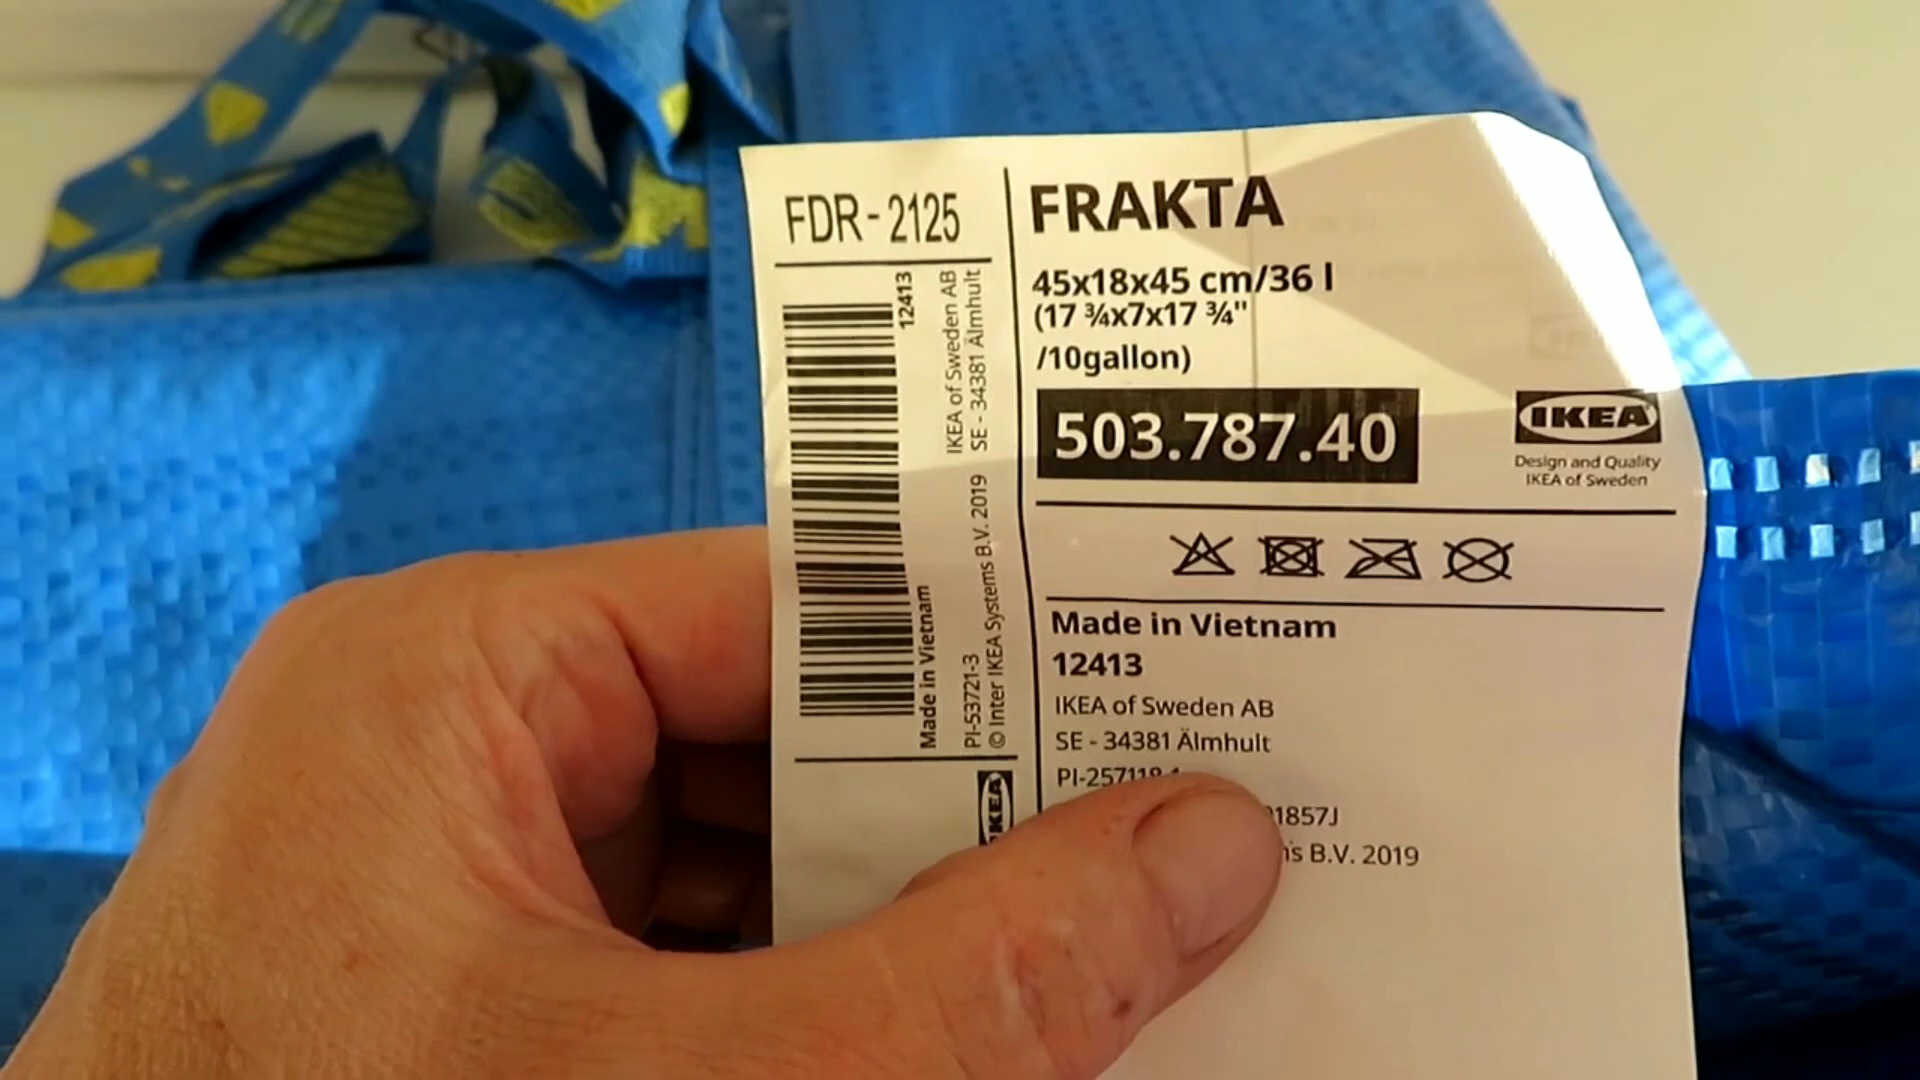 FDR-2125
12413
IKEA of Sweden AB
SE - 34381 Älmhult
Made in Vietnam
PI-53721-3
© Inter IKEA Systems B.V. 2019
IKEA
FRAKTA
45x18x45 cm/36 l
(17 ¾x7x17 ¾"
/10gallon)
503.787.40
IKEA
Design and Quality
IKEA of Sweden
Made in Vietnam
12413
IKEA of Sweden AB
SE - 34381 Älmhult
1857J
B.V. 2019